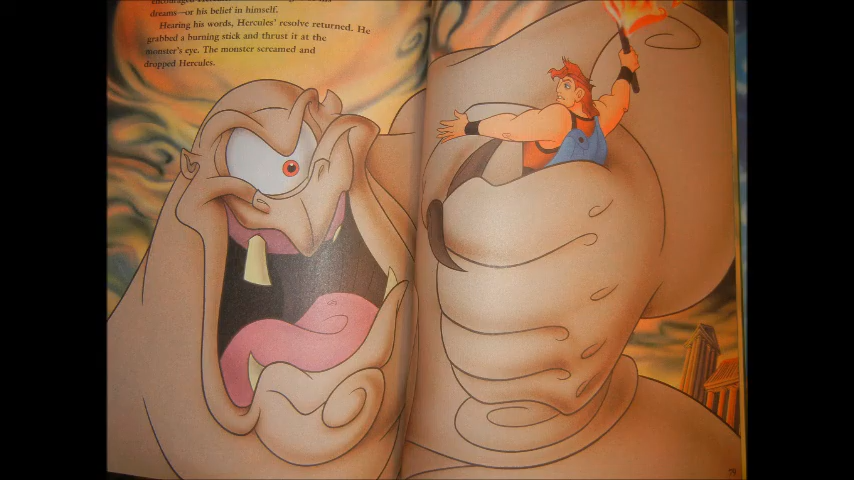 dreams—or his belief in himself.
Hearing his words, Hercules' resolve returned. He
grabbed a burning stick and thrust it at the
monster's eye. The monster screamed and
dropped Hercules.